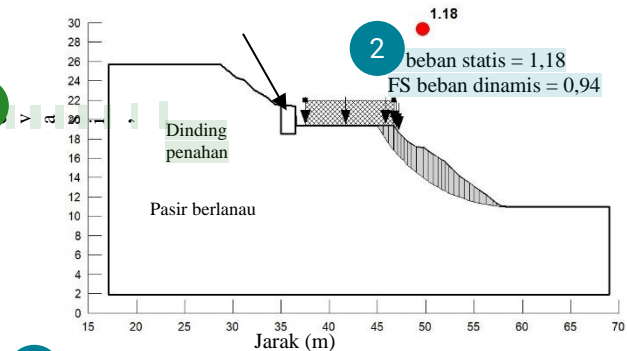 1.18
2
beban statis = 1,18
FS beban dinamis = 0,94
30
28
26
24
22
20
18
16
14
12
10
8
6
4
2
0
Dinding
penahan
Pasir berlanau
15 20 25 30 35 40 45 50 55 60 65 70
Jarak (m)